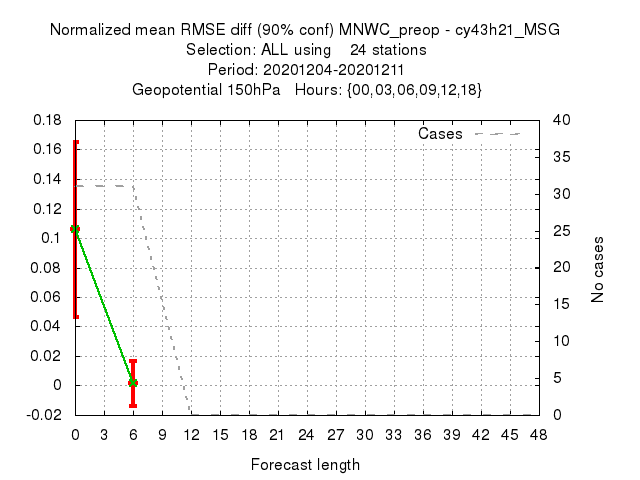 Normalized mean RMSE diff (90% conf) MNWC_preop - cy43h21_MSG
Selection: ALL using 24 stations
Period: 20201204-20201211
Geopotential 150hPa Hours: {00,03,06,09,12,18}
0.18
0.16
0.14
0.12
0.1
0.08
0.06
0.04
0.02
0
-0.02
Cases
40
35
30
25
20
15
10
5
0
No cases
0 3 6 9 12 15 18 21 24 27 30 33 36 39 42 45 48
Forecast length